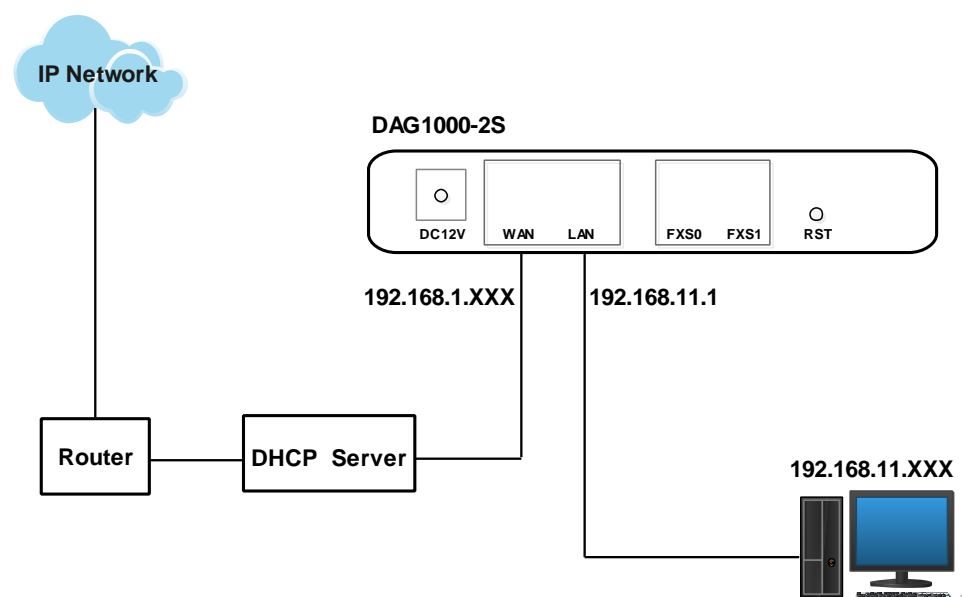 IP Network
DAG1000-2S
DC12V WAN LAN FXS0 FXS1 RST
192.168.1.XXX 192.168.11.1
Router DHCP Server
192.168.11.XXX